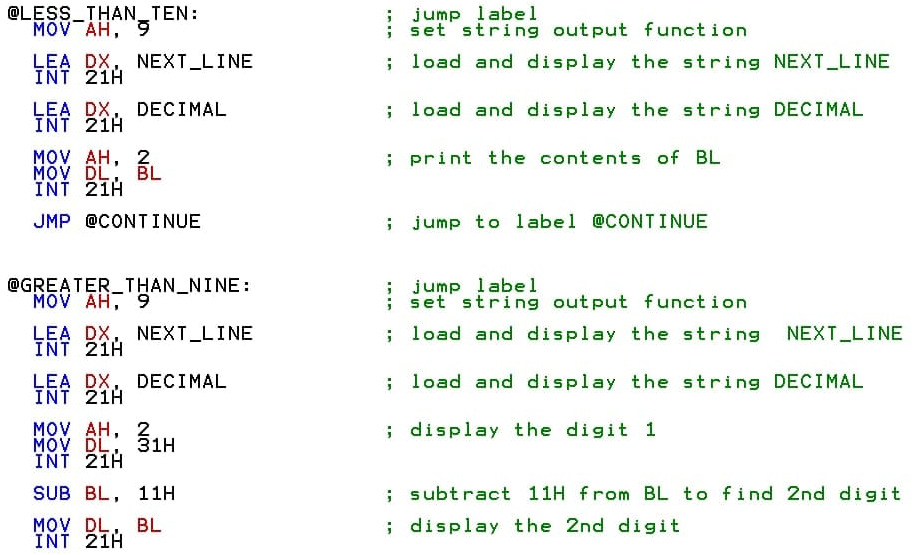 @LESS_THAN_TEN: ; jump label
MOV AH, 9 ; set string output function
LEA DX, NEXT_LINE ; load and display the string NEXT_LINE
INT 21H
LEA DX, DECIMAL ; load and display the string DECIMAL
INT 21H
MOV AH, 2 ; print the contents of BL
MOV DL, BL
INT 21H
JMP @CONTINUE ; jump to label @CONTINUE
@GREATER_THAN_NINE: ; jump label
MOV AH, 9 ; set string output function
LEA DX, NEXT_LINE ; load and display the string NEXT_LINE
INT 21H
LEA DX, DECIMAL ; load and display the string DECIMAL
INT 21H
MOV AH, 2 ; display the digit 1
MOV DL, 31H
INT 21H
SUB BL, 11H ; subtract 11H from BL to find 2nd digit
MOV DL, BL ; display the 2nd digit
INT 21H